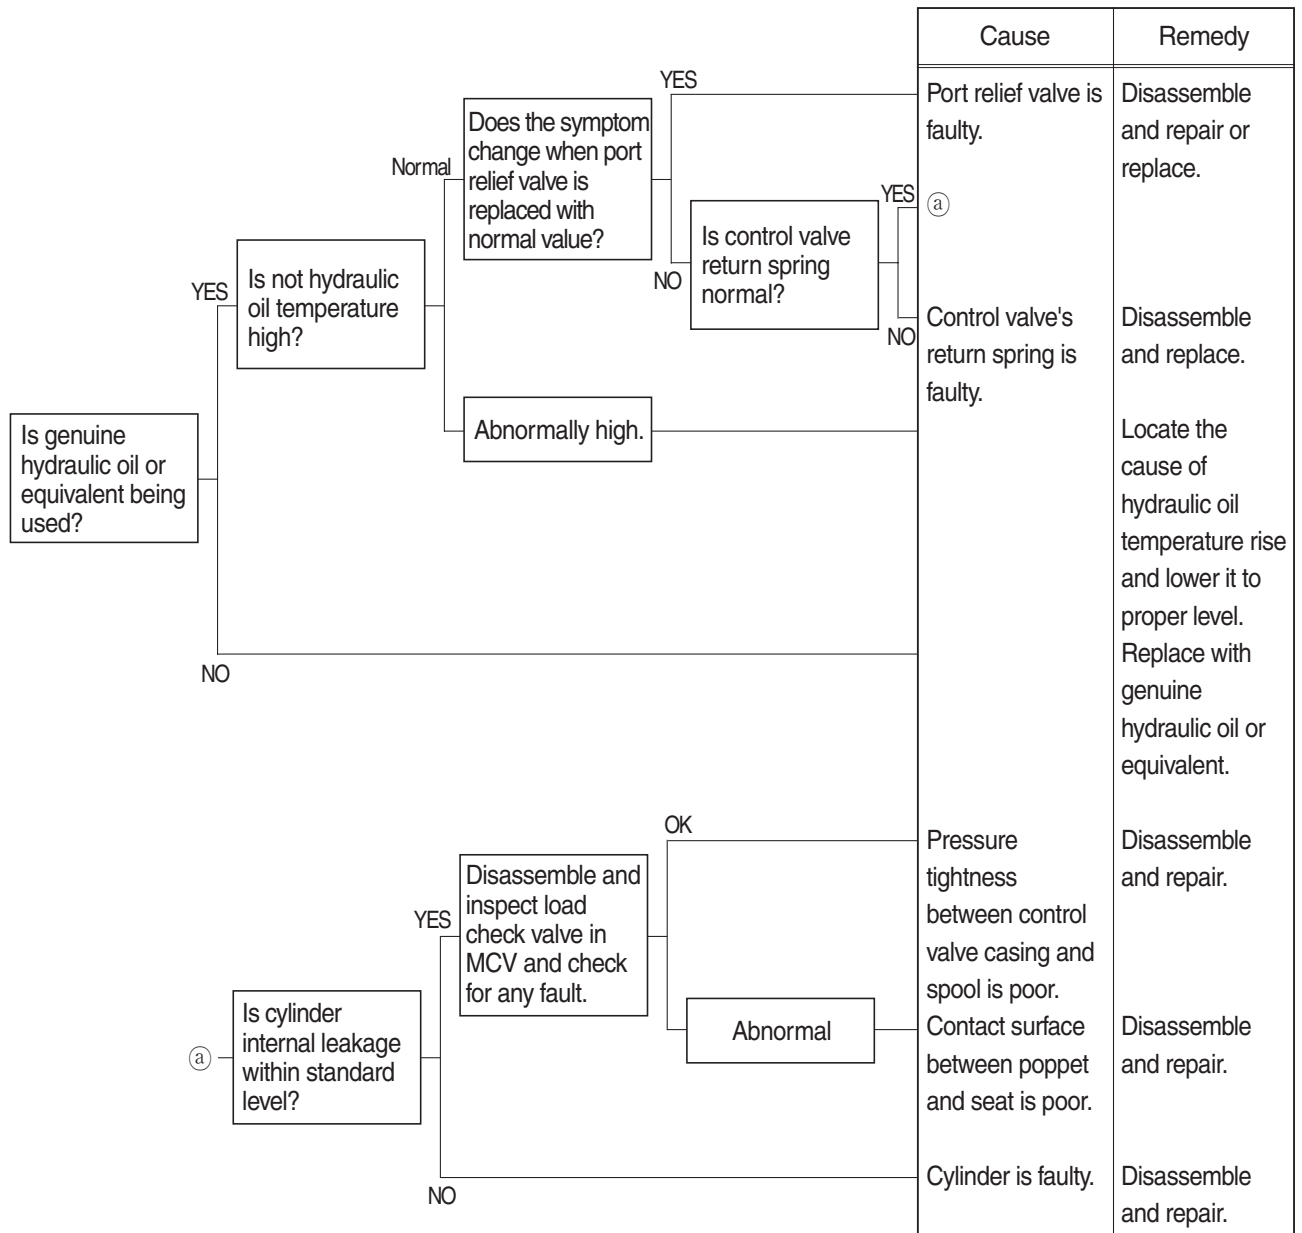 Cause
Remedy
YES
Port relief valve is
faulty.
Disassemble
and repair or
replace.
Does the symptom
change when port
relief valve is
replaced with
normal value?
Normal
YES
ⓐ
Is control valve
return spring
normal?
NO
NO
Control valve's
return spring is
faulty.
Disassemble
and replace.
YES
Is not hydraulic
oil temperature
high?
Abnormally high.
Locate the
cause of
hydraulic oil
temperature rise
and lower it to
proper level.
Is genuine
hydraulic oil or
equivalent being
used?
NO
Replace with
genuine
hydraulic oil or
equivalent.
OK
Pressure
tightness
between control
valve casing and
spool is poor.
Disassemble
and repair.
Disassemble and
inspect load
check valve in
MCV and check
for any fault.
YES
Abnormal
Contact surface
between poppet
and seat is poor.
Disassemble
and repair.
ⓐ
Is cylinder
internal leakage
within standard
level?
NO
Cylinder is faulty.
Disassemble
and repair.